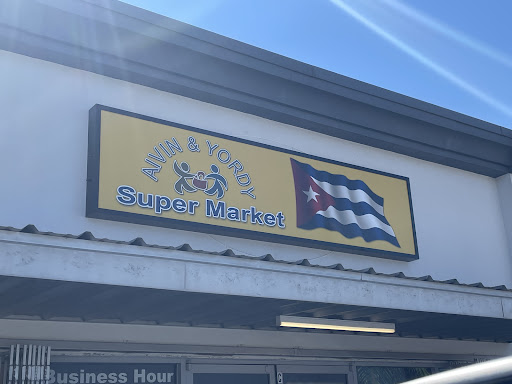 AIVIN & YORDY
Super Market
Business Hour